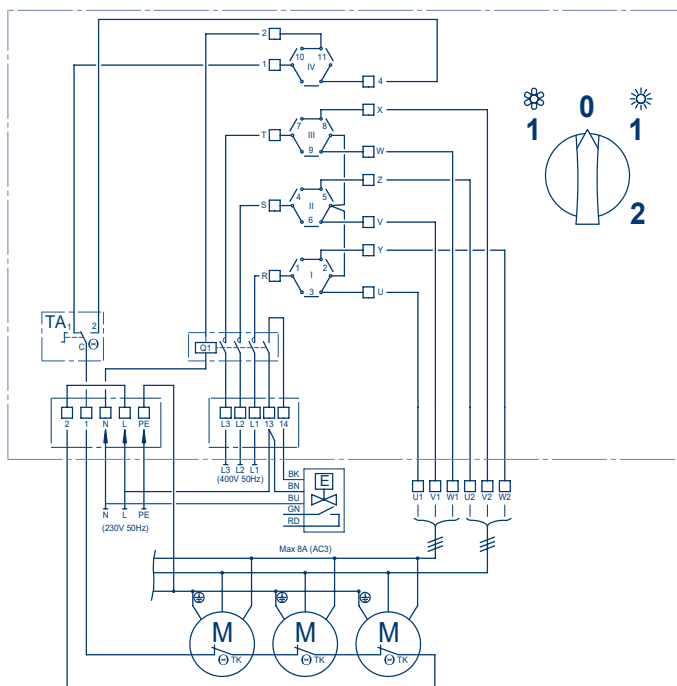 2
10 11
1
IV
4
X
7 8
T
III
9
W
Z
4 5
S
II
V
6
Y
1 2
R
I
3
U
0
1 1
2
TA
1 2
C
Q1
2 1 N L PE
L3 L2 L1 13 14
L3 L2 L1
(400V 50Hz)
N L PE
(230V 50Hz)
BK
BN
BU
GN
RD
E
U1 V1 W1 U2 V2 W2
Max 8A (AC3)
M M M
TK TK TK